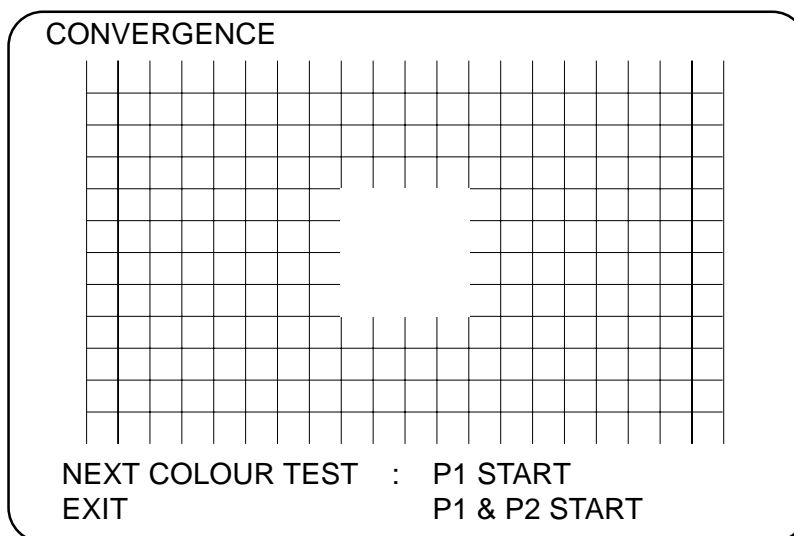 CONVERGENCE
NEXT COLOUR TEST : P1 START
EXIT P1 & P2 START